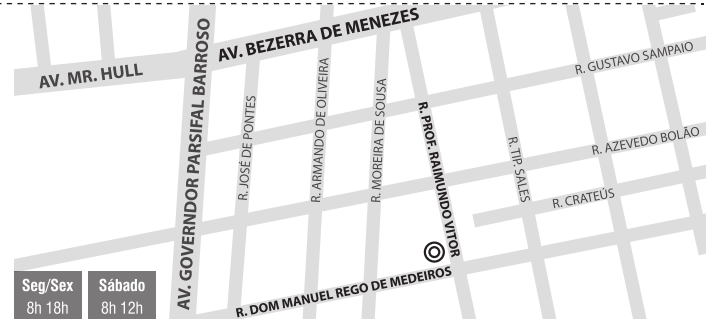 AV. MR. HULL
AV. BEZERRA DE MENEZES
AV. GOVERNDOR PARSIFAL BARROSO
R. JOSÉ DE PONTES
R. ARMANDO DE OLIVEIRA
R. MOREIRA DE SOUSA
R. PROF. RAIMUNDO VITOR
R. TIP. SALES
R. GUSTAVO SAMPAIO
R. AZEVEDO BOLÃO
R. CRATEÚS
R. DOM MANUEL REGO DE MEDEIROS
Seg/Sex
8h 18h
Sábado
8h 12h